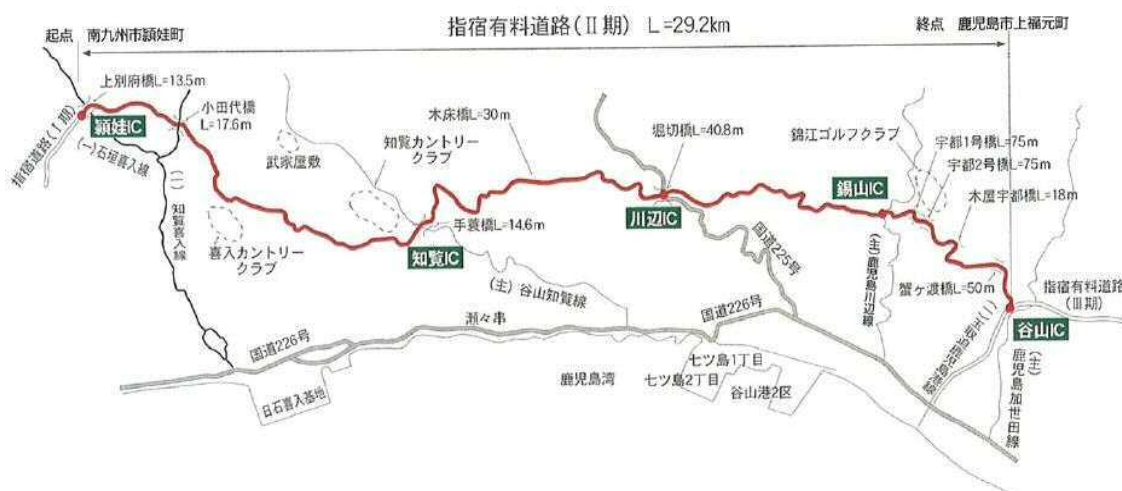 指宿有料道路(Ⅱ期) L=29.2km
起点 南九州市頴娃町
終点 鹿児島市上福元町
上別府橋L=13.5m
小田代橋
L=17.6m
頴娃IC
指宿道路(Ⅰ期)
(一)石垣喜入線
(一)
知覧喜入線
武家屋敷
知覧カントリー
クラブ
喜入カントリー
クラブ
木床橋L=30m
手蓑橋L=14.6m
知覧IC
(主)谷山知覧線
堀切橋L=40.8m
川辺IC
国道225号
錦江ゴルフクラブ
宇都1号橋L=75m
宇都2号橋L=75m
木屋宇都橋L=18m
錫山IC
(主)鹿児島川辺線
蟹ヶ渡橋L=50m
指宿有料道路
(Ⅲ期)
谷山IC
(主)
鹿児島加世田線
国道226号
瀬々串
国道226号
日石喜入基地
鹿児島湾
七ツ島1丁目
七ツ島2丁目
谷山港2区